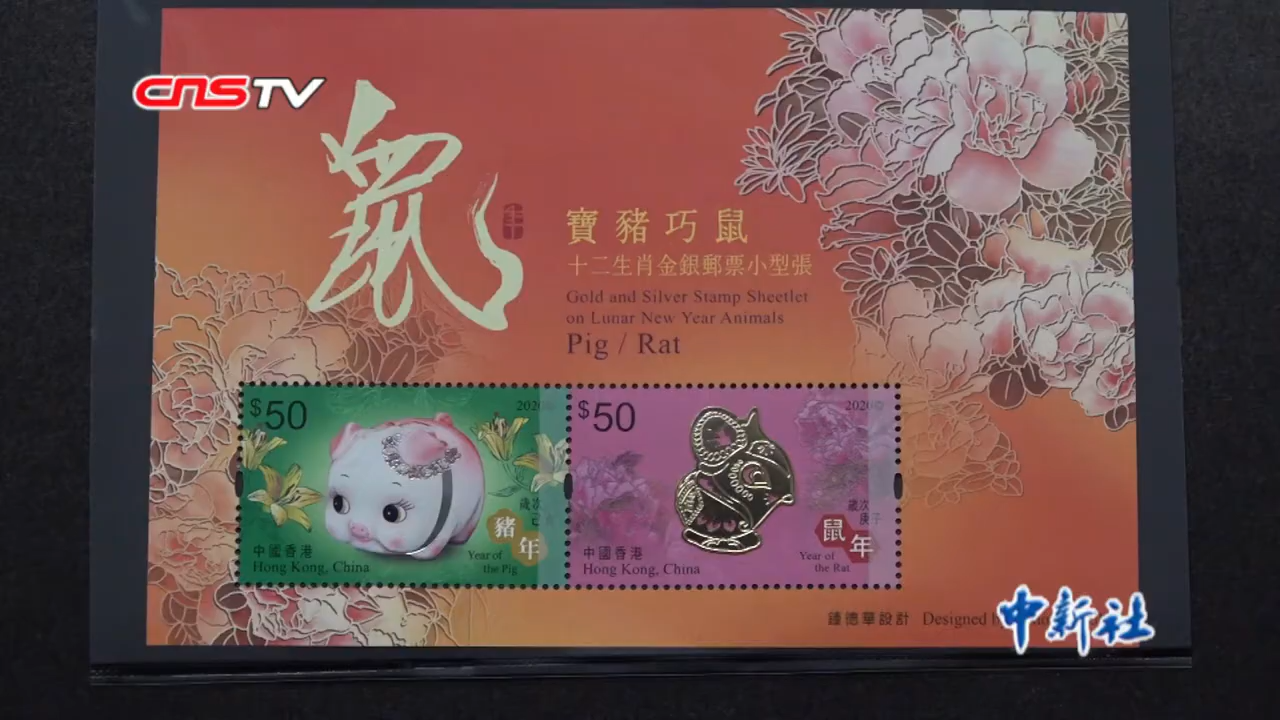 CNSTV
鼠
寶豬巧鼠
十二生肖金銀郵票小型張
Gold and Silver Stamp Sheetlet
on Lunar New Year Animals
Pig / Rat
$50
2020
歲次
豬年
中國香港
Hong Kong, China
Year of
the Pig
$50
2020
歲次
庚子
鼠年
中國香港
Hong Kong, China
Year of
the Rat
鍾德華設計 Designed
中新社